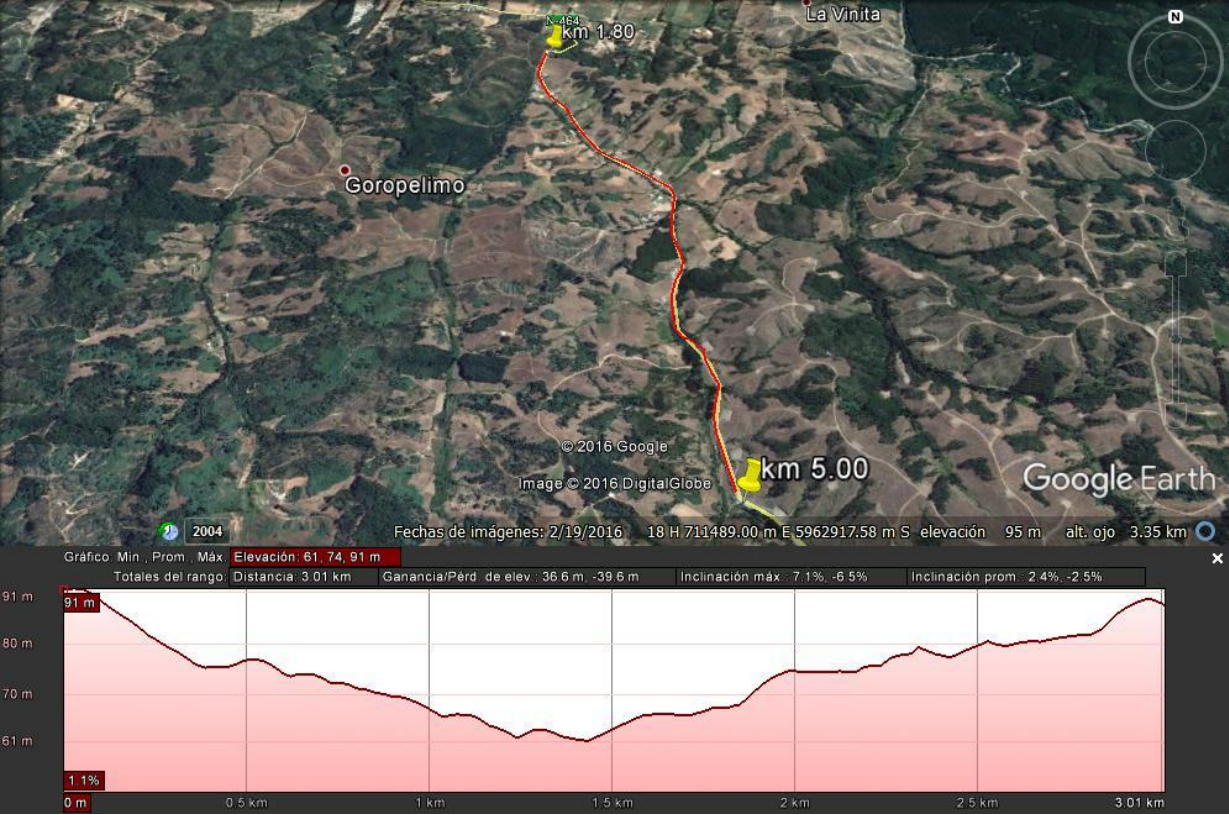 La Vinita
N
N-464
km 1.80
Goropelimo
© 2016 Google
km 5.00
Image © 2016 DigitalGlobe
Google Earth
2004
Fechas de imágenes: 2/19/2016 18 H 711489.00 m E 5962917.58 m S elevación 95 m alt. ojo 3.35 km
Gráfico. Mín., Prom., Máx. Elevación: 61, 74, 91 m
Totales del rango: Distancia: 3.01 km Ganancia/Pérd. de elev.: 36.6 m, -39.6 m Inclinación máx.: 7.1%, -6.5% Inclinación prom.: 2.4%, -2.5%
91 m
91 m
80 m
70 m
61 m
1.1%
0 m 0.5 km 1 km 1.5 km 2 km 2.5 km 3.01 km